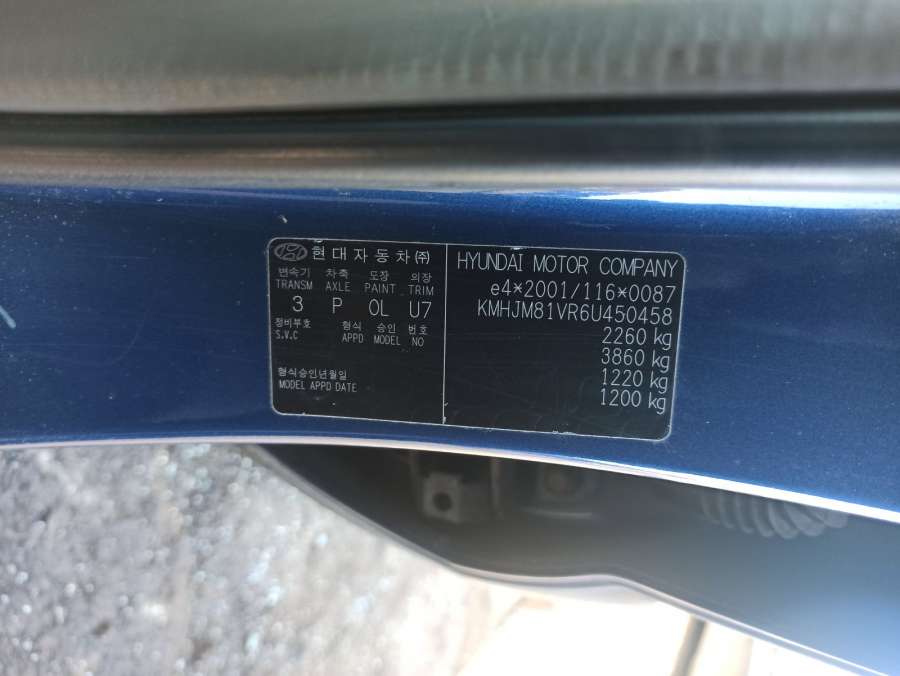 현대자동차㈜
변속기 차축 도장 의장
TRANSM AXLE PAINT TRIM
3 P OL U7
정비부호 형식 승인 번호
S.V.C APPD MODEL NO
형식승인년월일
MODEL APPD DATE
HYUNDAI MOTOR COMPANY
e4*2001/116*0087
KMHJM81VR6U450458
2260 kg
3860 kg
1220 kg
1200 kg